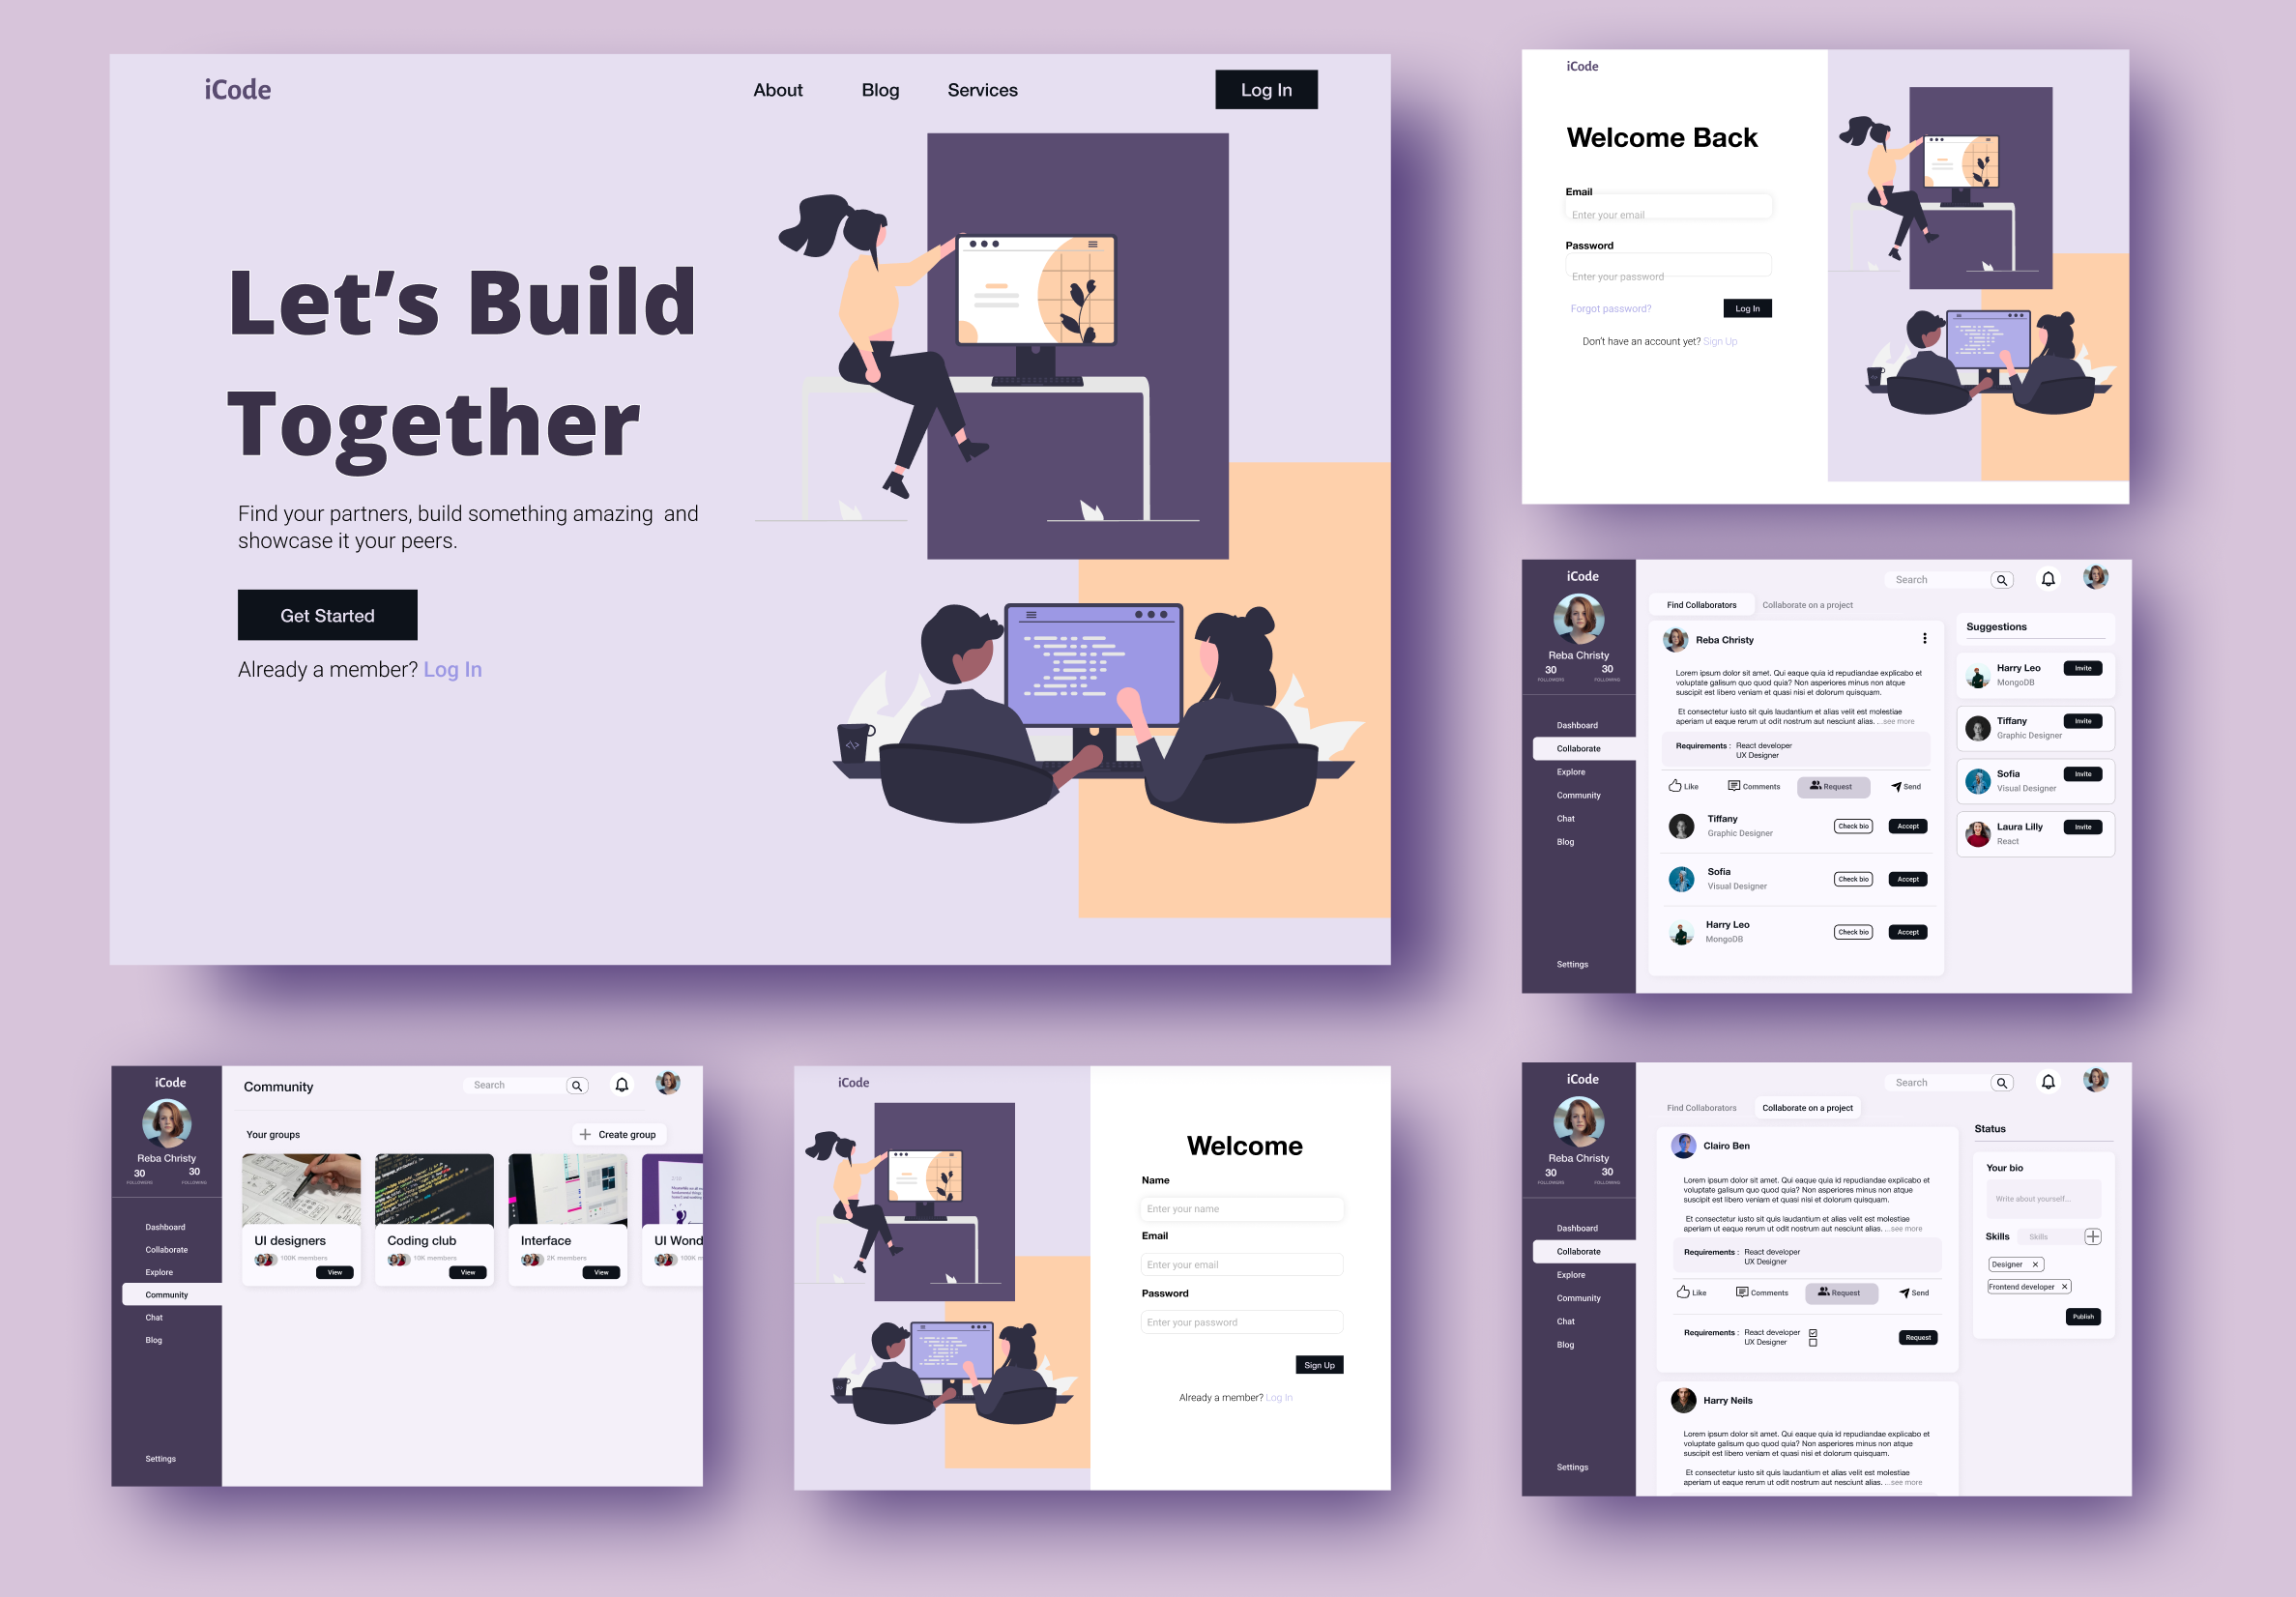 iCode
About
Blog
Services
Log In
Let's Build
Together
Find your partners, build something amazing  and
showcase it your peers.
Get Started
Already a member? Log In
iCode
Welcome Back
Email
Enter your email
Password
Enter your password
Forgot password?
Log In
Don't have an account yet? Sign Up
iCode
Reba Christy
30
30
FOLLOWERS
FOLLOWING
Dashboard
Collaborate
Explore
Community
Chat
Blog
Settings
Search
Find Collaborators
Collaborate on a project
Reba Christy
Lorem ipsum dolor sit amet. Qui eaque quia id repudiandae explicabo et
voluptate galisum quo quod quia? Non asperiores minus non atque
suscipit est libero veniam et quasi nisi et dolorum quisquam.
Et consectetur iusto sit quis laudantium et alias velit est molestiae
aperiam ut eaque rerum ut odit nostrum aut nesciunt alias. ...see more
Requirements : React developer
UX Designer
Like
Comments
Request
Send
Tiffany
Graphic Designer
Check bio
Accept
Sofia
Visual Designer
Check bio
Accept
Harry Leo
MongoDB
Check bio
Accept
Suggestions
Harry Leo
MongoDB
Invite
Tiffany
Graphic Designer
Invite
Sofia
Visual Designer
Invite
Laura Lilly
React
Invite
iCode
Reba Christy
30
30
FOLLOWERS
FOLLOWING
Dashboard
Collaborate
Explore
Community
Chat
Blog
Settings
Community
Search
Your groups
Create group
UI designers
100K members
View
Coding club
10K members
View
Interface
2K members
View
UI Wond
100K m
iCode
Welcome
Name
Enter your name
Email
Enter your email
Password
Enter your password
Sign Up
Already a member? Log In
iCode
Reba Christy
30
30
FOLLOWERS
FOLLOWING
Dashboard
Collaborate
Explore
Community
Chat
Blog
Settings
Search
Find Collaborators
Collaborate on a project
Clairo Ben
Lorem ipsum dolor sit amet. Qui eaque quia id repudiandae explicabo et
voluptate galisum quo quod quia? Non asperiores minus non atque
suscipit est libero veniam et quasi nisi et dolorum quisquam.
Et consectetur iusto sit quis laudantium et alias velit est molestiae
aperiam ut eaque rerum ut odit nostrum aut nesciunt alias. ...see more
Requirements : React developer
UX Designer
Like
Comments
Request
Send
Requirements : React developer
UX Designer
Request
Harry Neils
Lorem ipsum dolor sit amet. Qui eaque quia id repudiandae explicabo et
voluptate galisum quo quod quia? Non asperiores minus non atque
suscipit est libero veniam et quasi nisi et dolorum quisquam.
Et consectetur iusto sit quis laudantium et alias velit est molestiae
aperiam ut eaque rerum ut odit nostrum aut nesciunt alias. ...see more
Status
Your bio
Write about yourself...
Skills
Skills
Designer
Frontend developer
Publish